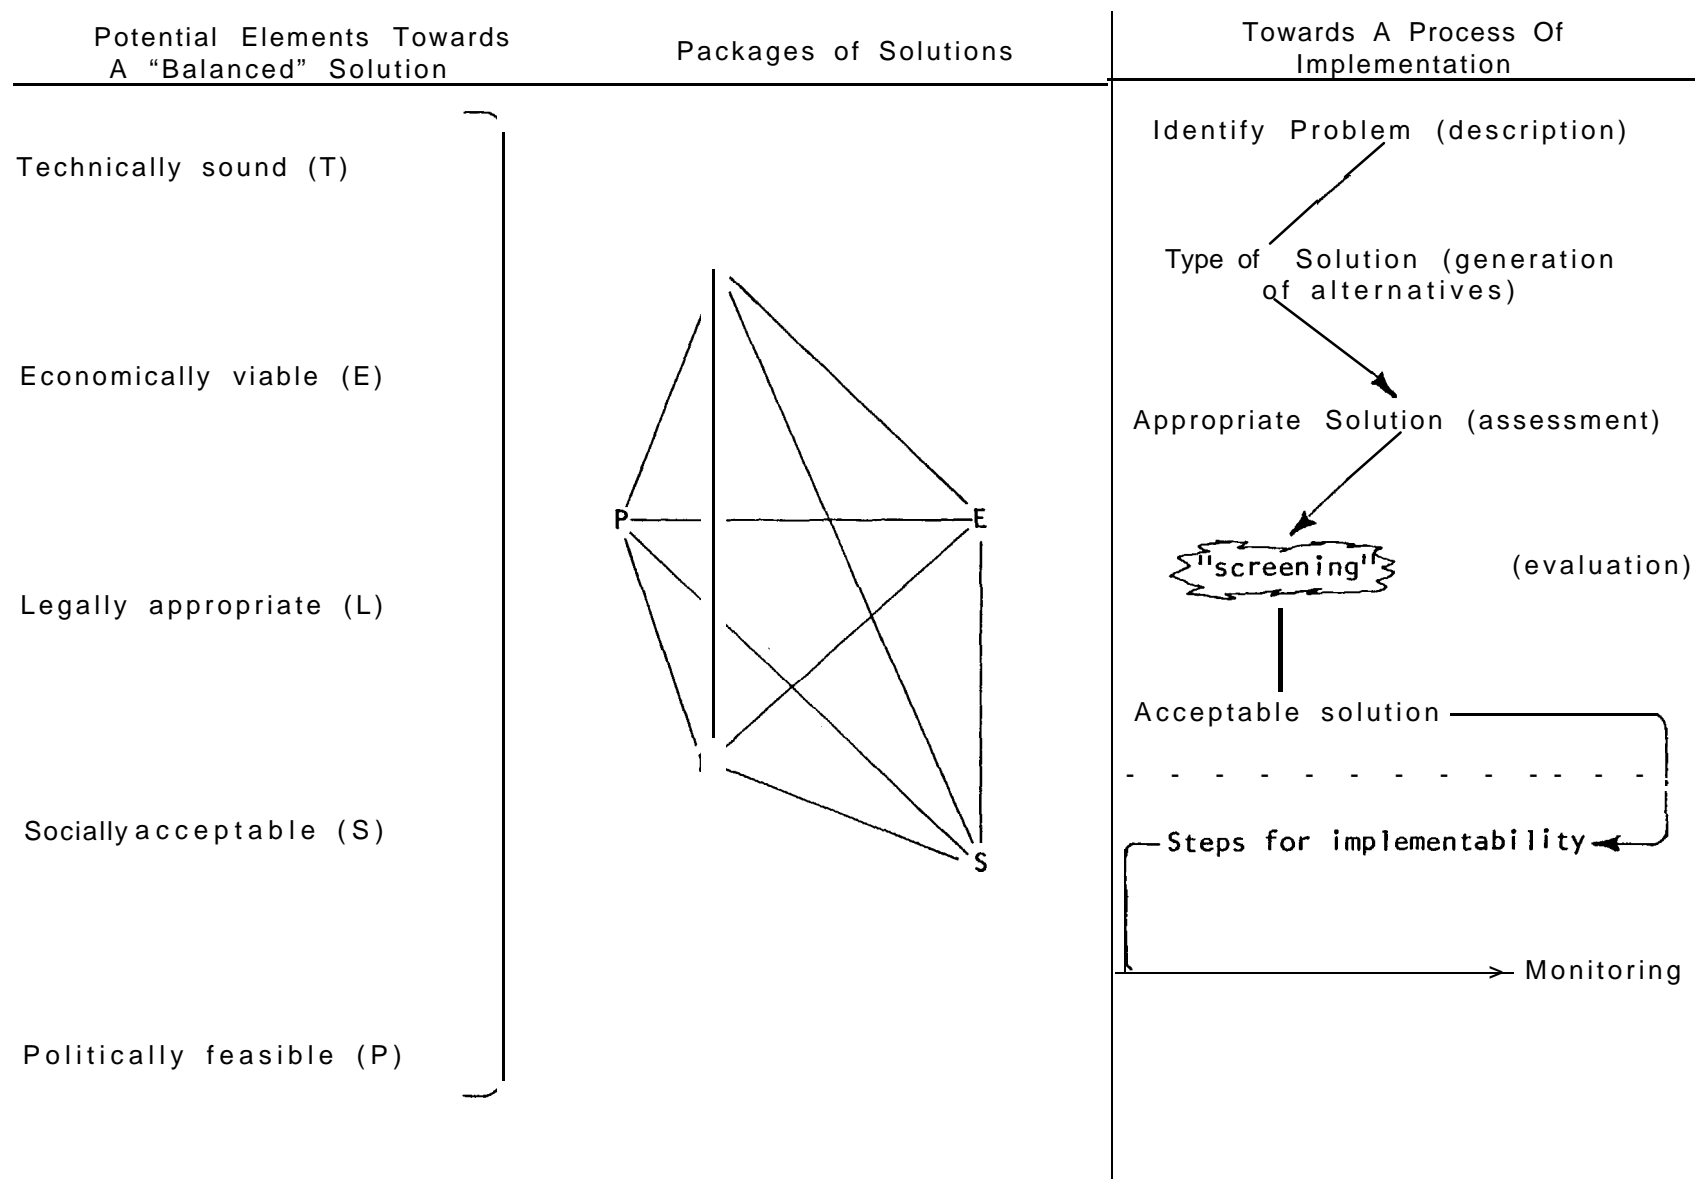 Potential Elements Towards
A “Balanced” Solution
Packages of Solutions
Towards A Process Of
Implementation
Technically sound (T)
Economically viable (E)
Legally appropriate (L)
Socially acceptable (S)
Politically feasible (P)
P
E
S
Identify Problem (description)
Type of Solution (generation
of alternatives)
Appropriate Solution (assessment)
"screening" (evaluation)
Acceptable solution
Steps for implementability
Monitoring